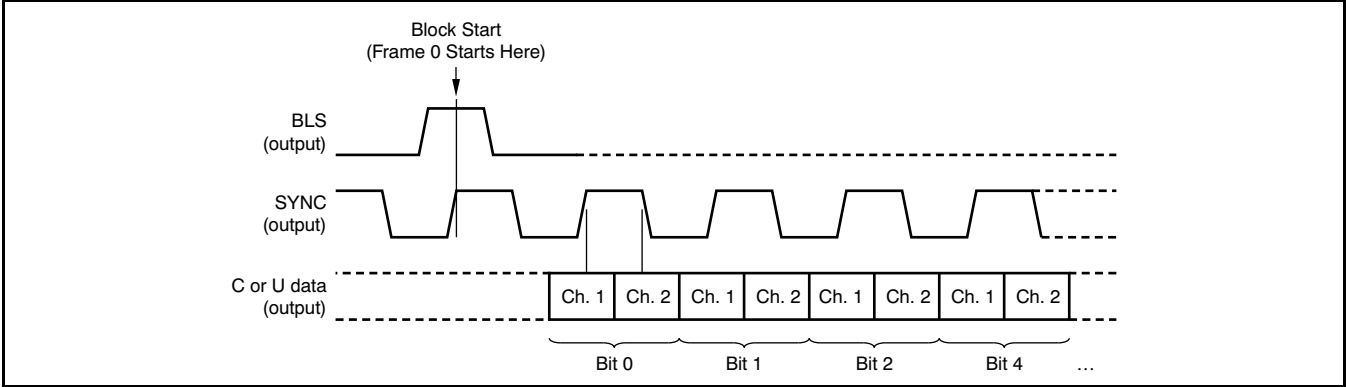 Block Start
(Frame 0 Starts Here)
BLS
(output)
SYNC
(output)
C or U data
(output)
Ch. 1 Ch. 2 Ch. 1 Ch. 2 Ch. 1 Ch. 2 Ch. 1 Ch. 2
Bit 0 Bit 1 Bit 2 Bit 4 ...